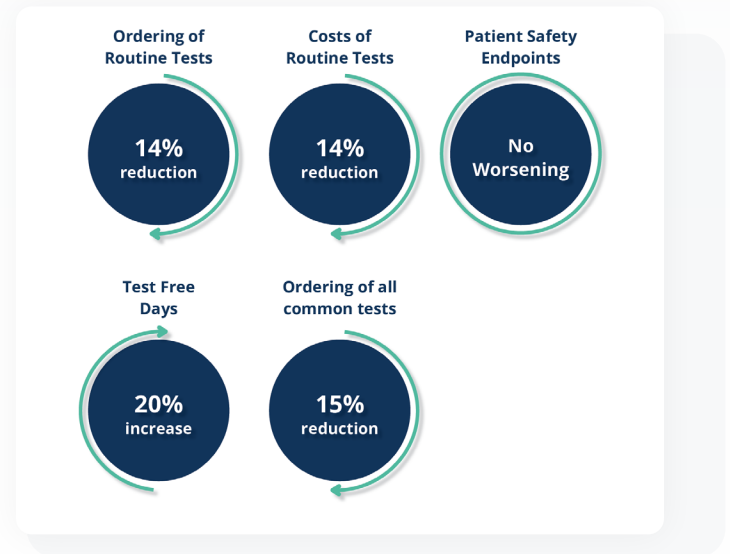 Ordering of
Routine Tests
14%
reduction
Costs of
Routine Tests
14%
reduction
Patient Safety
Endpoints
No
Worsening
Test Free
Days
20%
increase
Ordering of all
common tests
15%
reduction